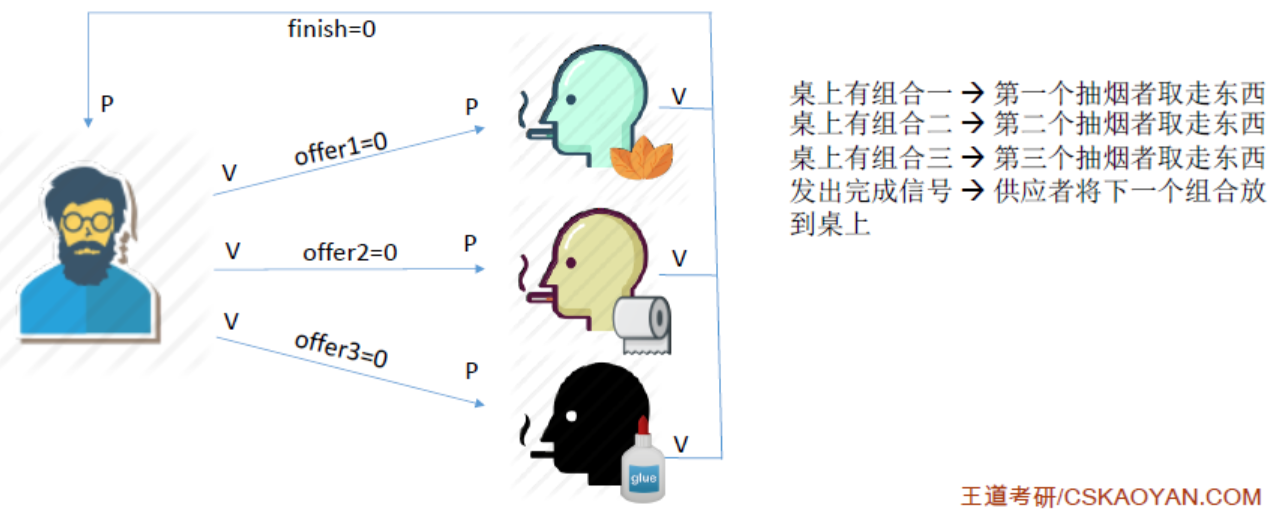 finish=0
P
V
P
offer1=0
V
V
offer2=0
P
V
V
offer3=0
P
V
glue
桌上有组合一 → 第一个抽烟者取走东西
桌上有组合二 → 第二个抽烟者取走东西
桌上有组合三 → 第三个抽烟者取走东西
发出完成信号 → 供应者将下一个组合放
到桌上
王道考研/CSKAOYAN.COM